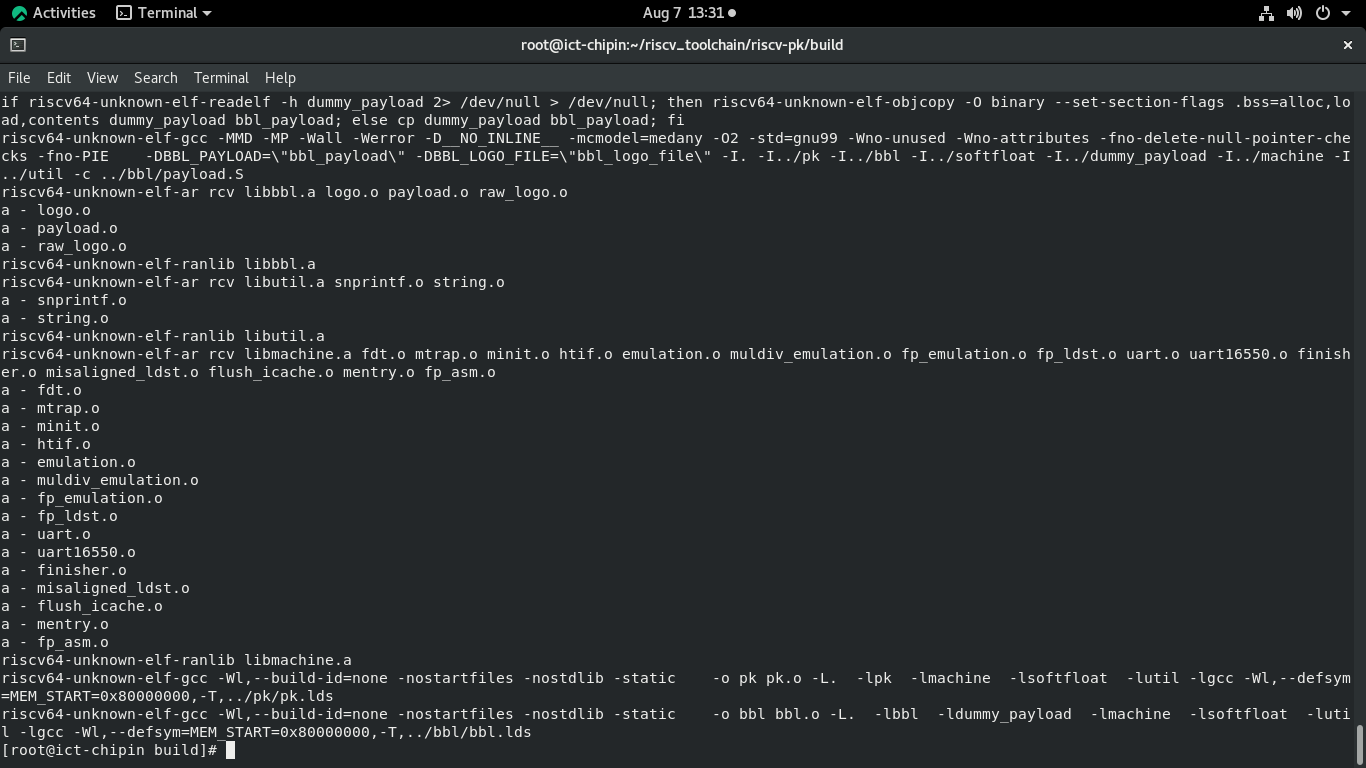 Activities Terminal Aug 7 13:31
root@ict-chipin:~/riscv_toolchain/riscv-pk/build
File Edit View Search Terminal Help
if riscv64-unknown-elf-readelf -h dummy_payload 2> /dev/null > /dev/null; then riscv64-unknown-elf-objcopy -O binary --set-section-flags .bss=alloc,lo
ad,contents dummy_payload bbl_payload; else cp dummy_payload bbl_payload; fi
riscv64-unknown-elf-gcc -MMD -MP -Wall -Werror -D__NO_INLINE__ -mcmodel=medany -O2 -std=gnu99 -Wno-unused -Wno-attributes -fno-delete-null-pointer-che
cks -fno-PIE    -DBBL_PAYLOAD=\"bbl_payload\" -DBBL_LOGO_FILE=\"bbl_logo_file\" -I. -I../pk -I../bbl -I../softfloat -I../dummy_payload -I../machine -I
../util -c ../bbl/payload.S
riscv64-unknown-elf-ar rcv libbbl.a logo.o payload.o raw_logo.o
a - logo.o
a - payload.o
a - raw_logo.o
riscv64-unknown-elf-ranlib libbbl.a
riscv64-unknown-elf-ar rcv libutil.a snprintf.o string.o
a - snprintf.o
a - string.o
riscv64-unknown-elf-ranlib libutil.a
riscv64-unknown-elf-ar rcv libmachine.a fdt.o mtrap.o minit.o htif.o emulation.o muldiv_emulation.o fp_emulation.o fp_ldst.o uart.o uart16550.o finish
er.o misaligned_ldst.o flush_icache.o mentry.o fp_asm.o
a - fdt.o
a - mtrap.o
a - minit.o
a - htif.o
a - emulation.o
a - muldiv_emulation.o
a - fp_emulation.o
a - fp_ldst.o
a - uart.o
a - uart16550.o
a - finisher.o
a - misaligned_ldst.o
a - flush_icache.o
a - mentry.o
a - fp_asm.o
riscv64-unknown-elf-ranlib libmachine.a
riscv64-unknown-elf-gcc -Wl,--build-id=none -nostartfiles -nostdlib -static    -o pk pk.o -L.  -lpk  -lmachine  -lsoftfloat  -lutil -lgcc -Wl,--defsym
=MEM_START=0x80000000,-T,../pk/pk.lds
riscv64-unknown-elf-gcc -Wl,--build-id=none -nostartfiles -nostdlib -static    -o bbl bbl.o -L.  -lbbl  -ldummy_payload  -lmachine  -lsoftfloat  -luti
l -lgcc -Wl,--defsym=MEM_START=0x80000000,-T,../bbl/bbl.lds
[root@ict-chipin build]#